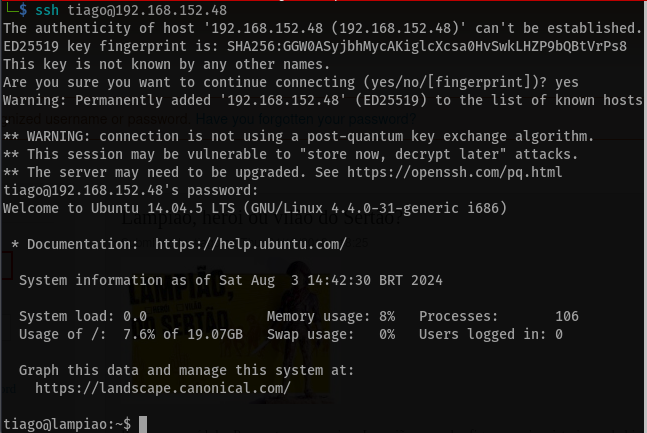 └─$ ssh tiago@192.168.152.48
The authenticity of host '192.168.152.48 (192.168.152.48)' can't be established.
ED25519 key fingerprint is: SHA256:GGW0ASyjbhMycAKiglcXcsa0HvSwkLHZP9bQBtVrPs8
This key is not known by any other names.
Are you sure you want to continue connecting (yes/no/[fingerprint])? yes
Warning: Permanently added '192.168.152.48' (ED25519) to the list of known hosts
.
** WARNING: connection is not using a post-quantum key exchange algorithm.
** This session may be vulnerable to "store now, decrypt later" attacks.
** The server may need to be upgraded. See https://openssh.com/pq.html
tiago@192.168.152.48's password:
Welcome to Ubuntu 14.04.5 LTS (GNU/Linux 4.4.0-31-generic i686)
* Documentation:  https://help.ubuntu.com/
System information as of Sat Aug  3 14:42:30 BRT 2024
System load: 0.0               Memory usage: 8%   Processes:       106
Usage of /:  7.6% of 19.07GB   Swap usage:   0%   Users logged in: 0
Graph this data and manage this system at:
https://landscape.canonical.com/
tiago@lampiao:~$